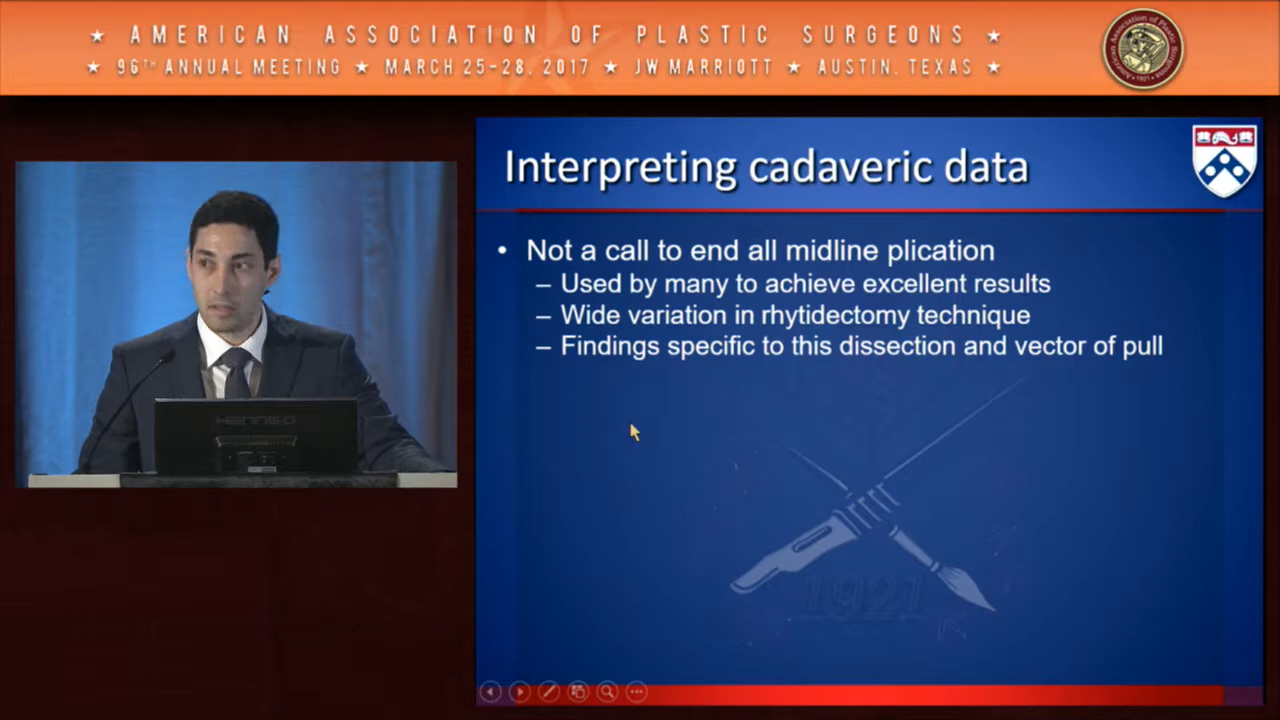 ★ AMERICAN ASSOCIATION OF PLASTIC SURGEONS ★
★ 96TH ANNUAL MEETING ★ MARCH 25-28, 2017 ★ JW MARRIOTT ★ AUSTIN, TEXAS ★
Interpreting cadaveric data
• Not a call to end all midline plication
– Used by many to achieve excellent results
– Wide variation in rhytidectomy technique
– Findings specific to this dissection and vector of pull
1921